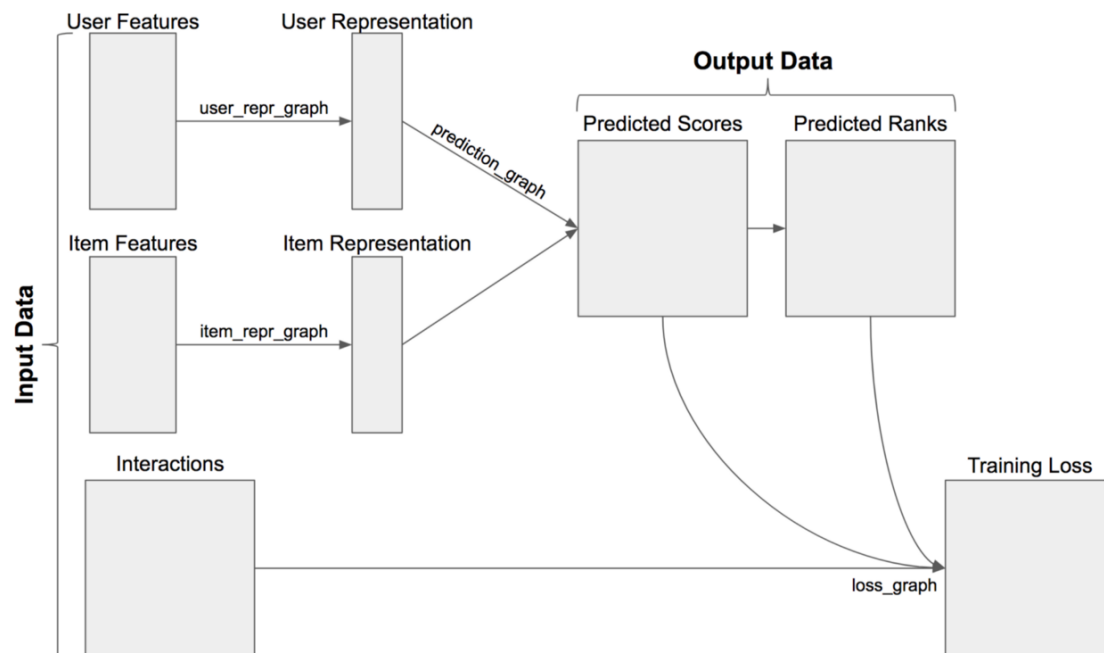 User Features
User Representation
Output Data
user_repr_graph
prediction_graph
Predicted Scores
Predicted Ranks
Item Features
Item Representation
Input Data
item_repr_graph
Interactions
Training Loss
loss_graph